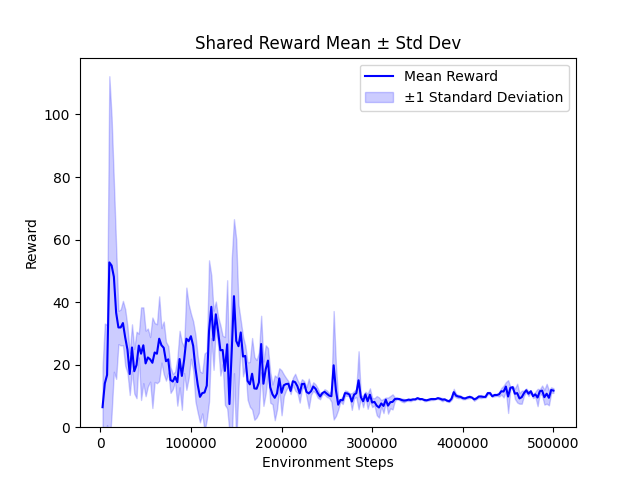 Shared Reward Mean ± Std Dev
Mean Reward
±1 Standard Deviation
Reward
100
80
60
40
20
0
0 100000 200000 300000 400000 500000
Environment Steps